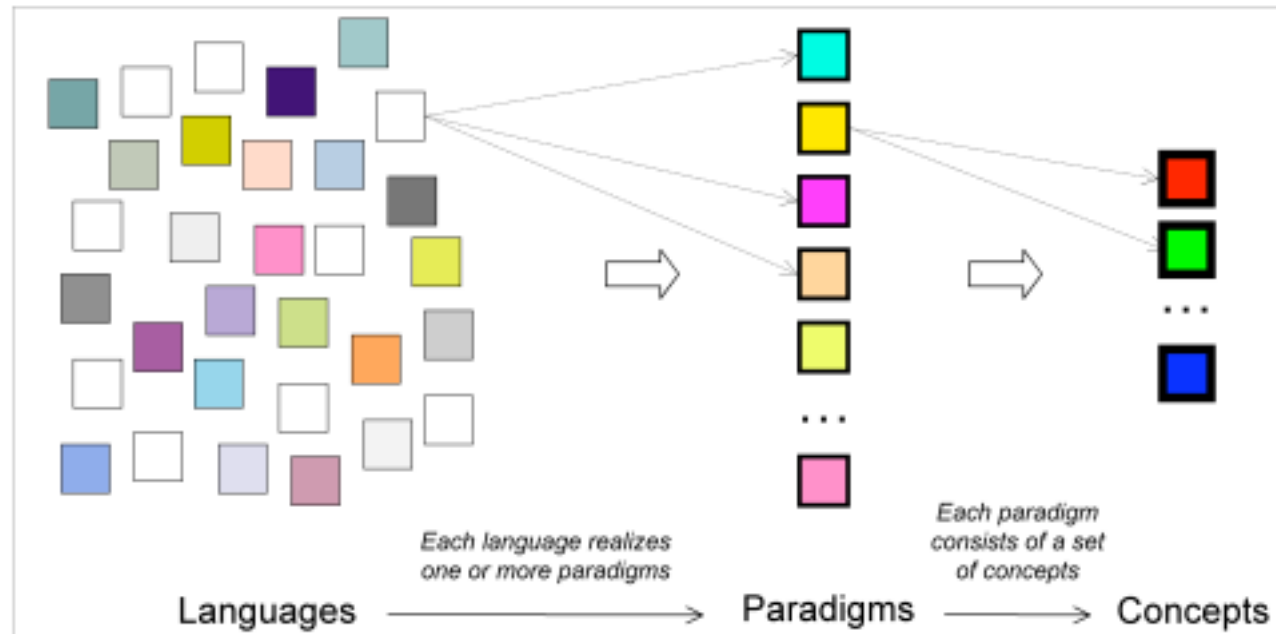 ...
...
Each language realizes
one or more paradigms
Each paradigm
consists of a set
of concepts
Languages
Paradigms
Concepts